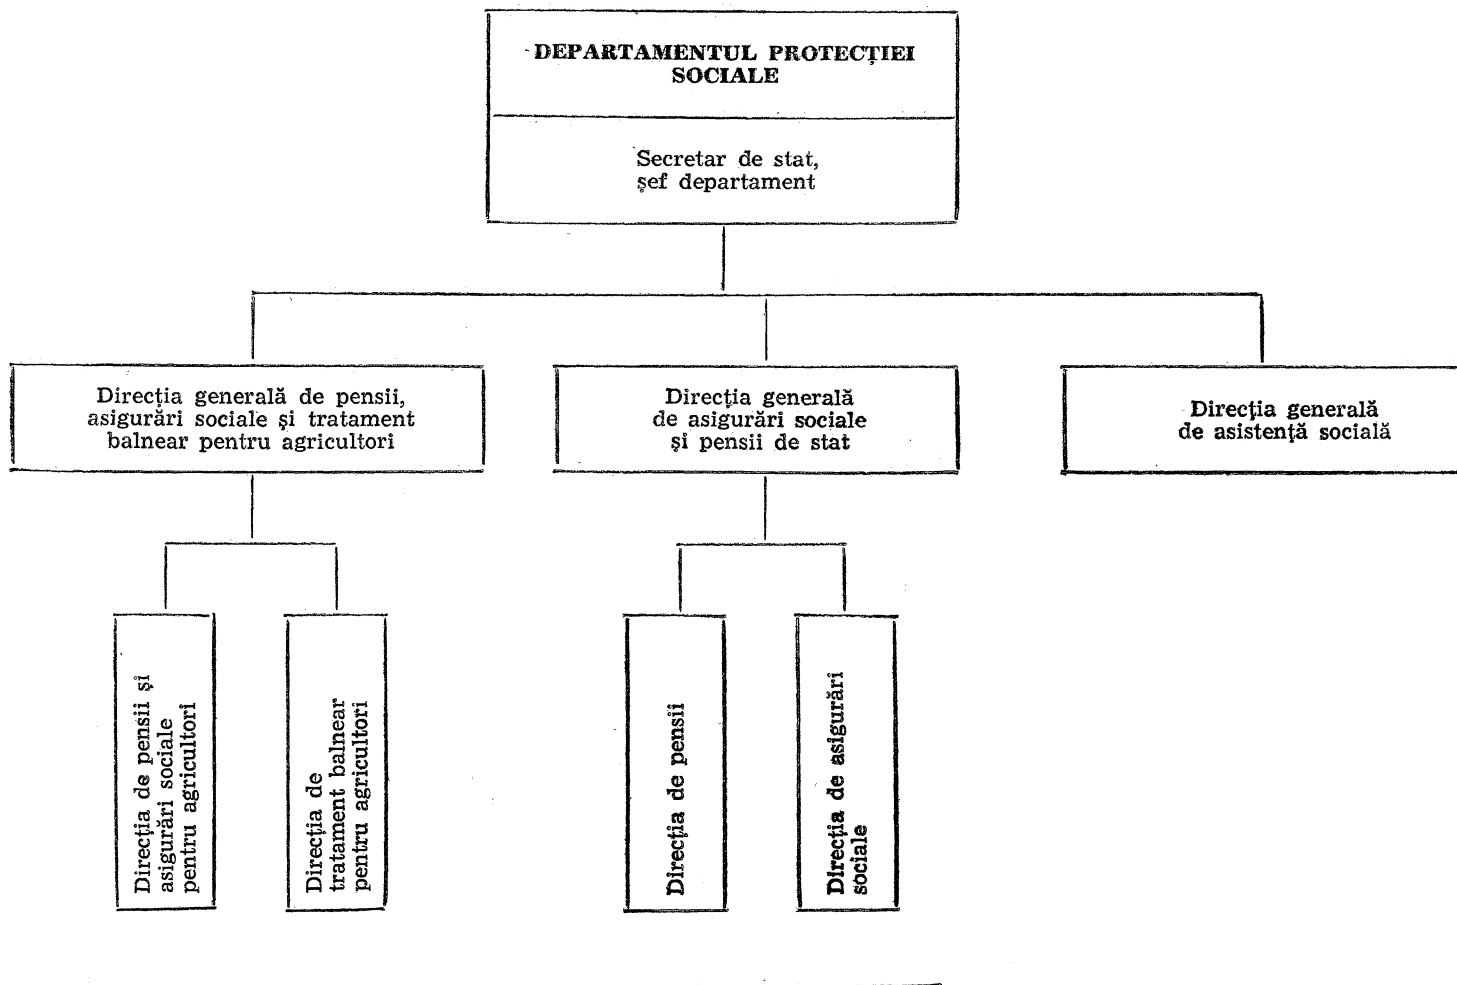 DEPARTAMENTUL PROTECȚIEI
SOCIALE
Secretar de stat,
șef departament
Direcția generală de pensii,
asigurări sociale și tratament
balnear pentru agricultori
Direcția generală
de asigurări sociale
și pensii de stat
Direcția generală
de asistență socială
Direcția de pensii și
asigurări sociale
pentru agricultori
Direcția de
tratament balnear
pentru agricultori
Direcția de pensii
Direcția de asigurări
sociale